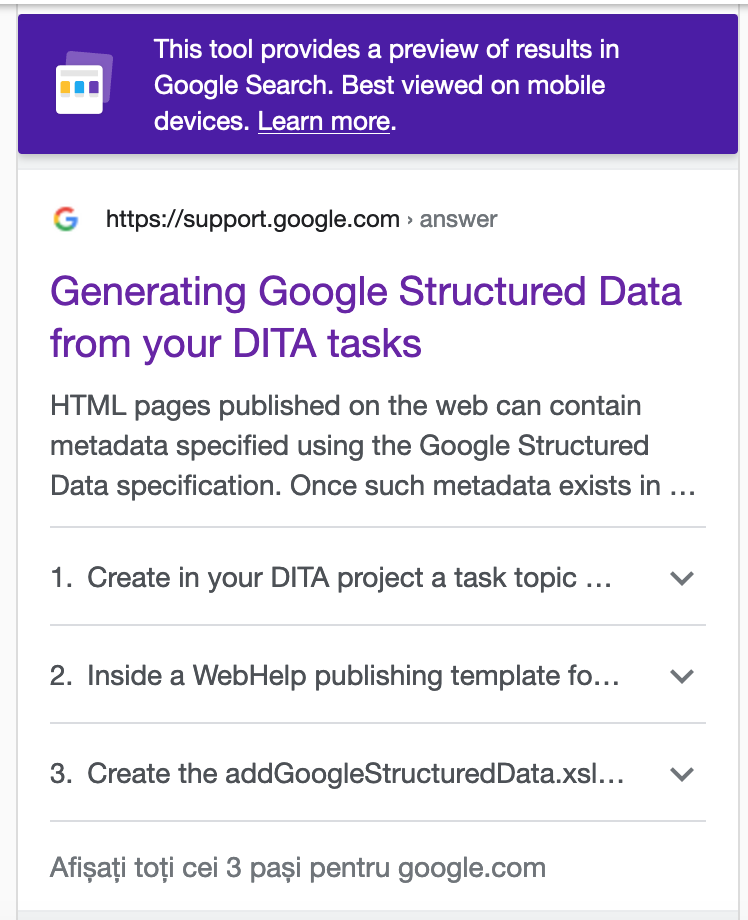 This tool provides a preview of results in
Google Search. Best viewed on mobile
devices. Learn more.
https://support.google.com › answer
Generating Google Structured Data
from your DITA tasks
HTML pages published on the web can contain
metadata specified using the Google Structured
Data specification. Once such metadata exists in …
1. Create in your DITA project a task topic …
2. Inside a WebHelp publishing template fo…
3. Create the addGoogleStructuredData.xsl…
Afișați toți cei 3 pași pentru google.com